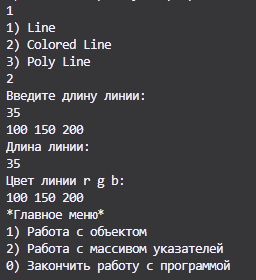 1
1) Line
2) Colored Line
3) Poly Line
2
Введите длину линии:
35
100 150 200
Длина линии:
35
Цвет линии r g b:
100 150 200
*Главное меню*
1) Работа с объектом
2) Работа с массивом указателей
0) Закончить работу с программой